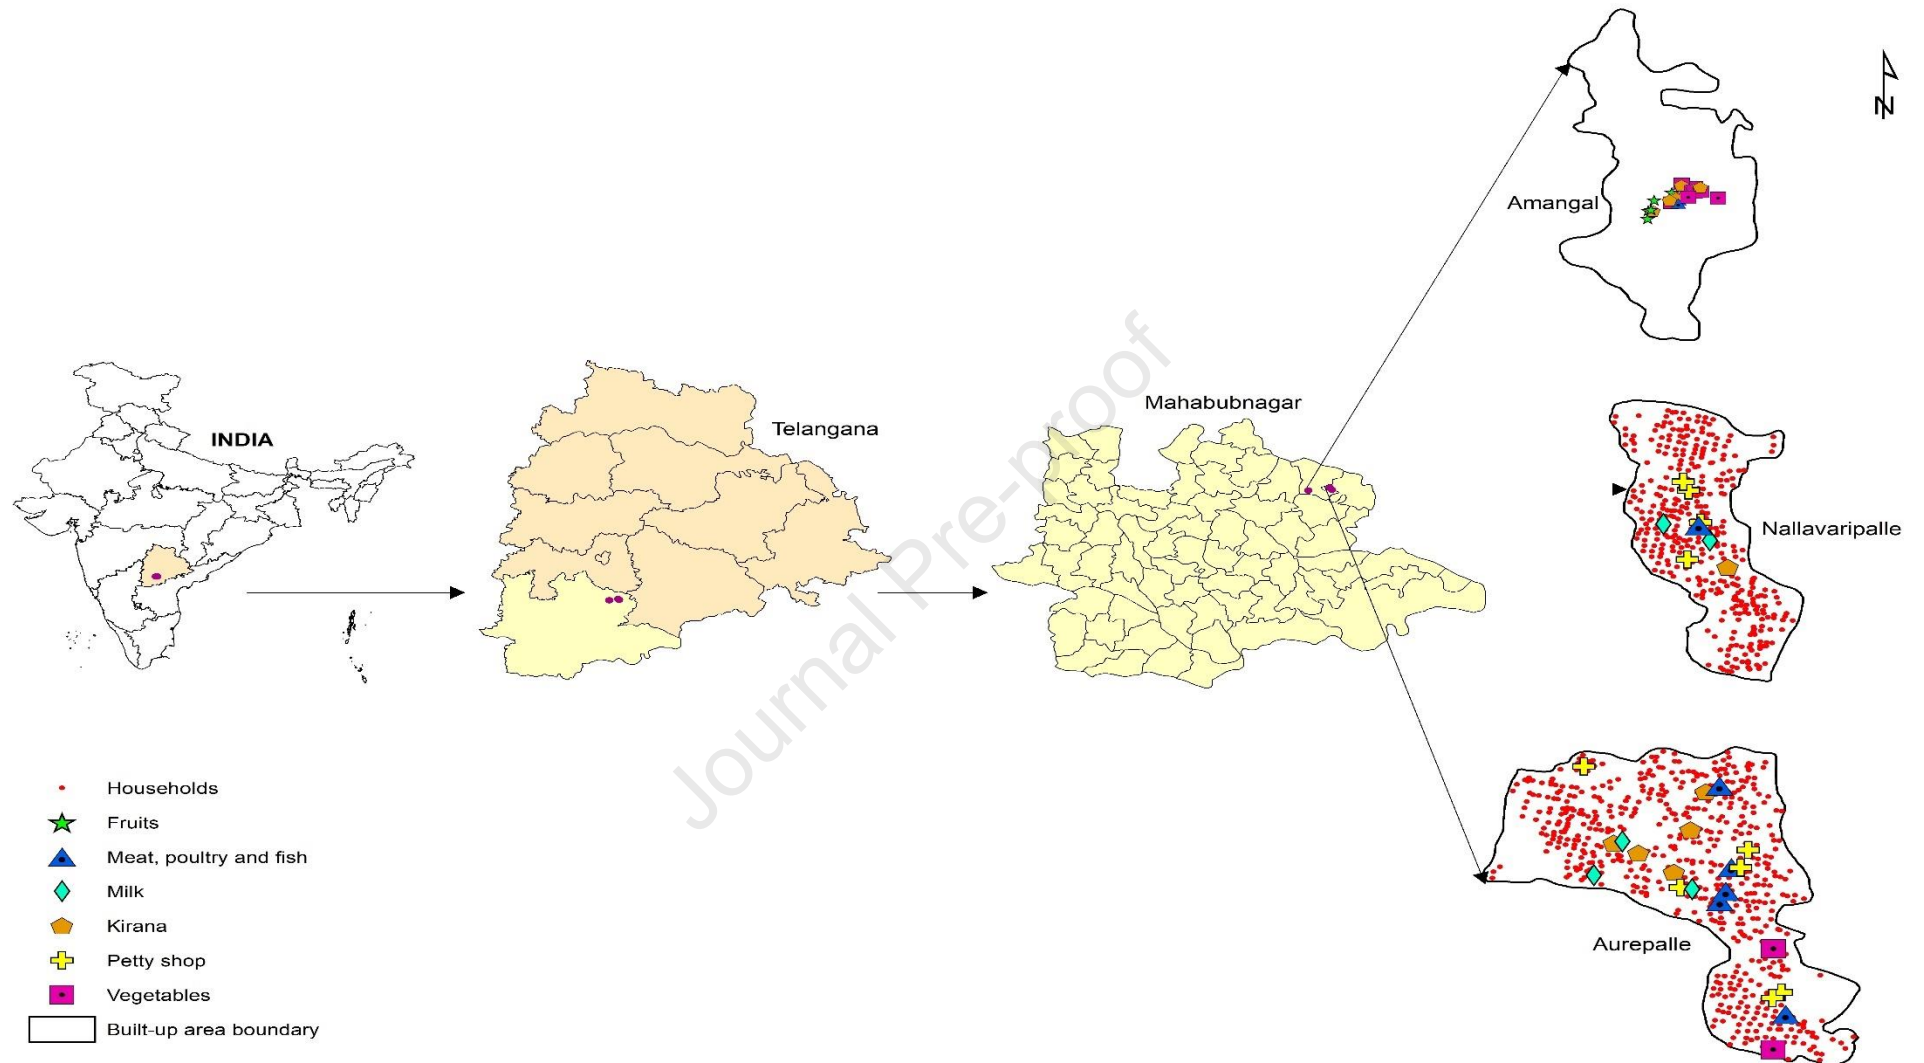 INDIA
Telangana
Mahabubnagar
Amangal
N
Nallavaripalle
Aurepalle
Journal Pre-proof
Households
Fruits
Meat, poultry and fish
Milk
Kirana
Petty shop
Vegetables
Built-up area boundary